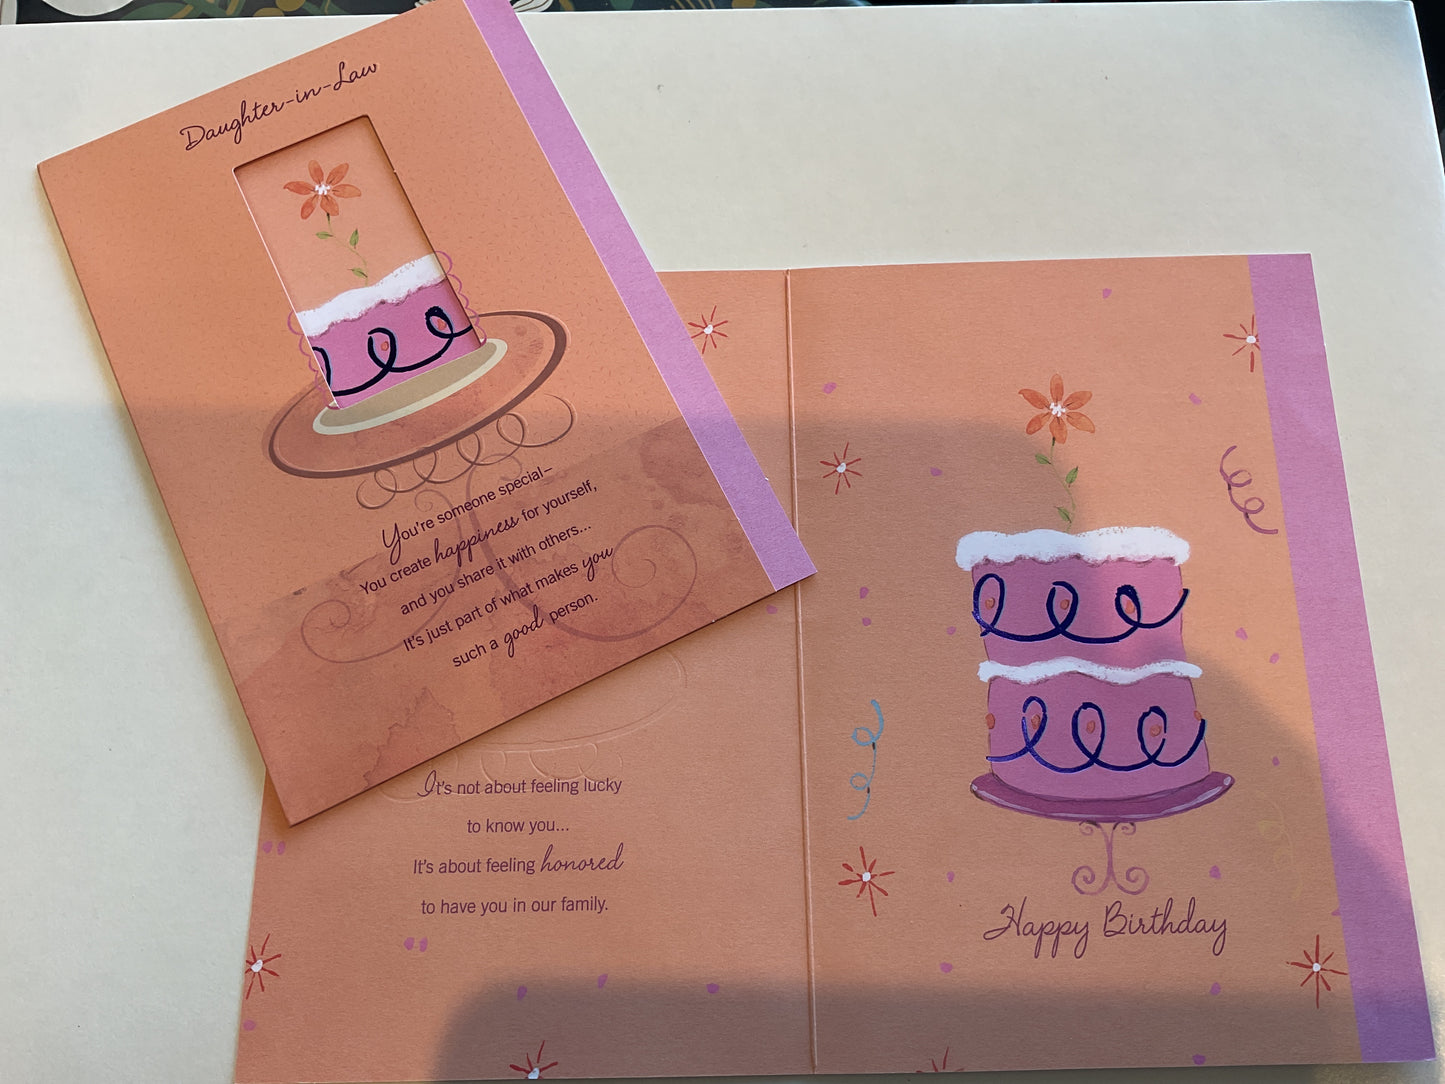 Daughter-in-Law
You're someone special–
You create happiness for yourself,
and you share it with others...
It's just part of what makes you
such a good person.
It's not about feeling lucky
to know you...
It's about feeling honored
to have you in our family.
Happy Birthday